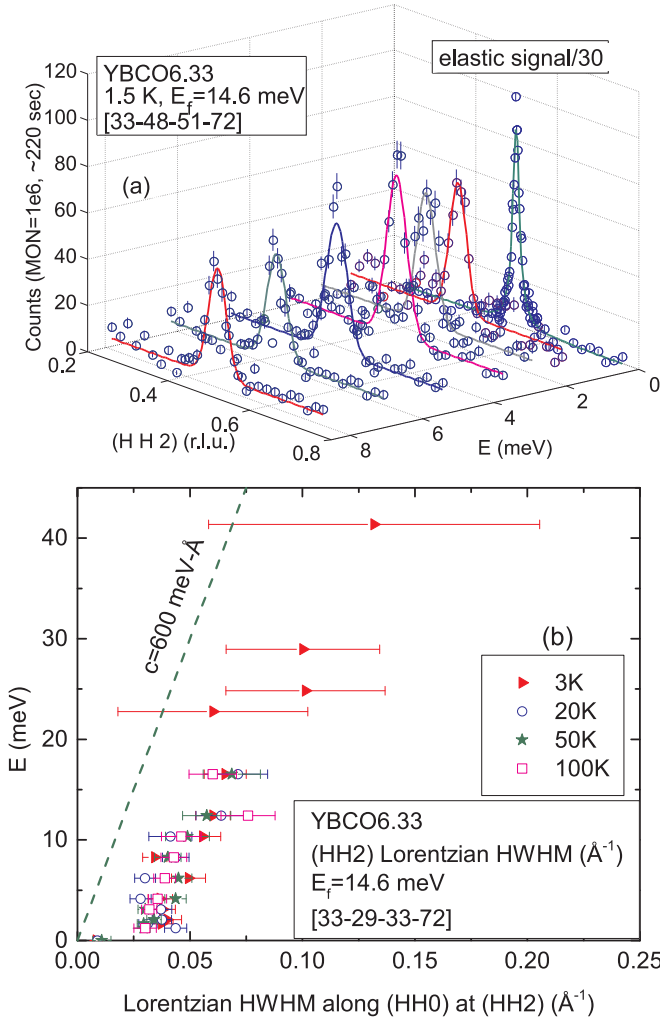 120
100
80
60
40
20
0
Counts (MON=1e6, ~220 sec)
YBCO6.33
1.5 K, E_f=14.6 meV
[33-48-51-72]
elastic signal/30
(a)
0.2
0.4
0.6
0.8
(H H 2) (r.l.u.)
8
6
4
2
0
E (meV)
40
30
20
10
0
E (meV)
c=600 meV-Å
(b)
3K
20K
50K
100K
YBCO6.33
(HH2) Lorentzian HWHM (Å⁻¹)
E_f=14.6 meV
[33-29-33-72]
0.00
0.05
0.10
0.15
0.20
0.25
Lorentzian HWHM along (HH0) at (HH2) (Å⁻¹)